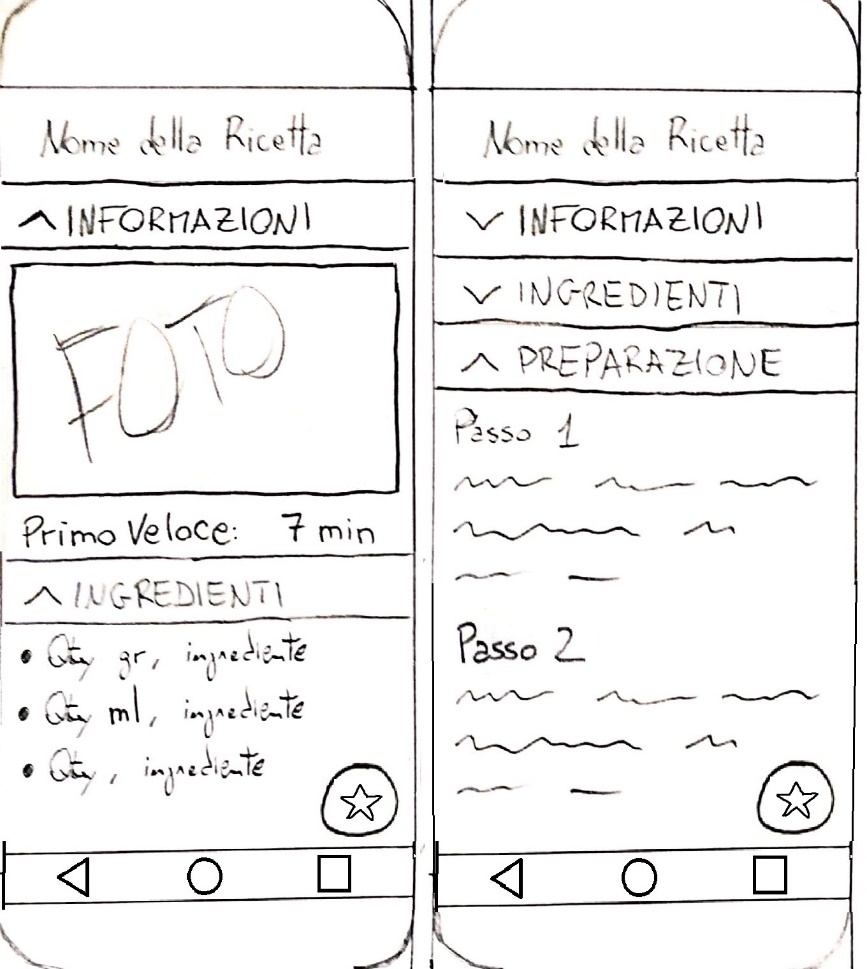 Nome della Ricetta
INFORMAZIONI
FOTO
Primo Veloce: 7 min
INGREDIENTI
• Qty gr, ingrediente
• Qty ml, ingrediente
• Qty, ingrediente
Nome della Ricetta
INFORMAZIONI
INGREDIENTI
PREPARAZIONE
Passo 1
Passo 2